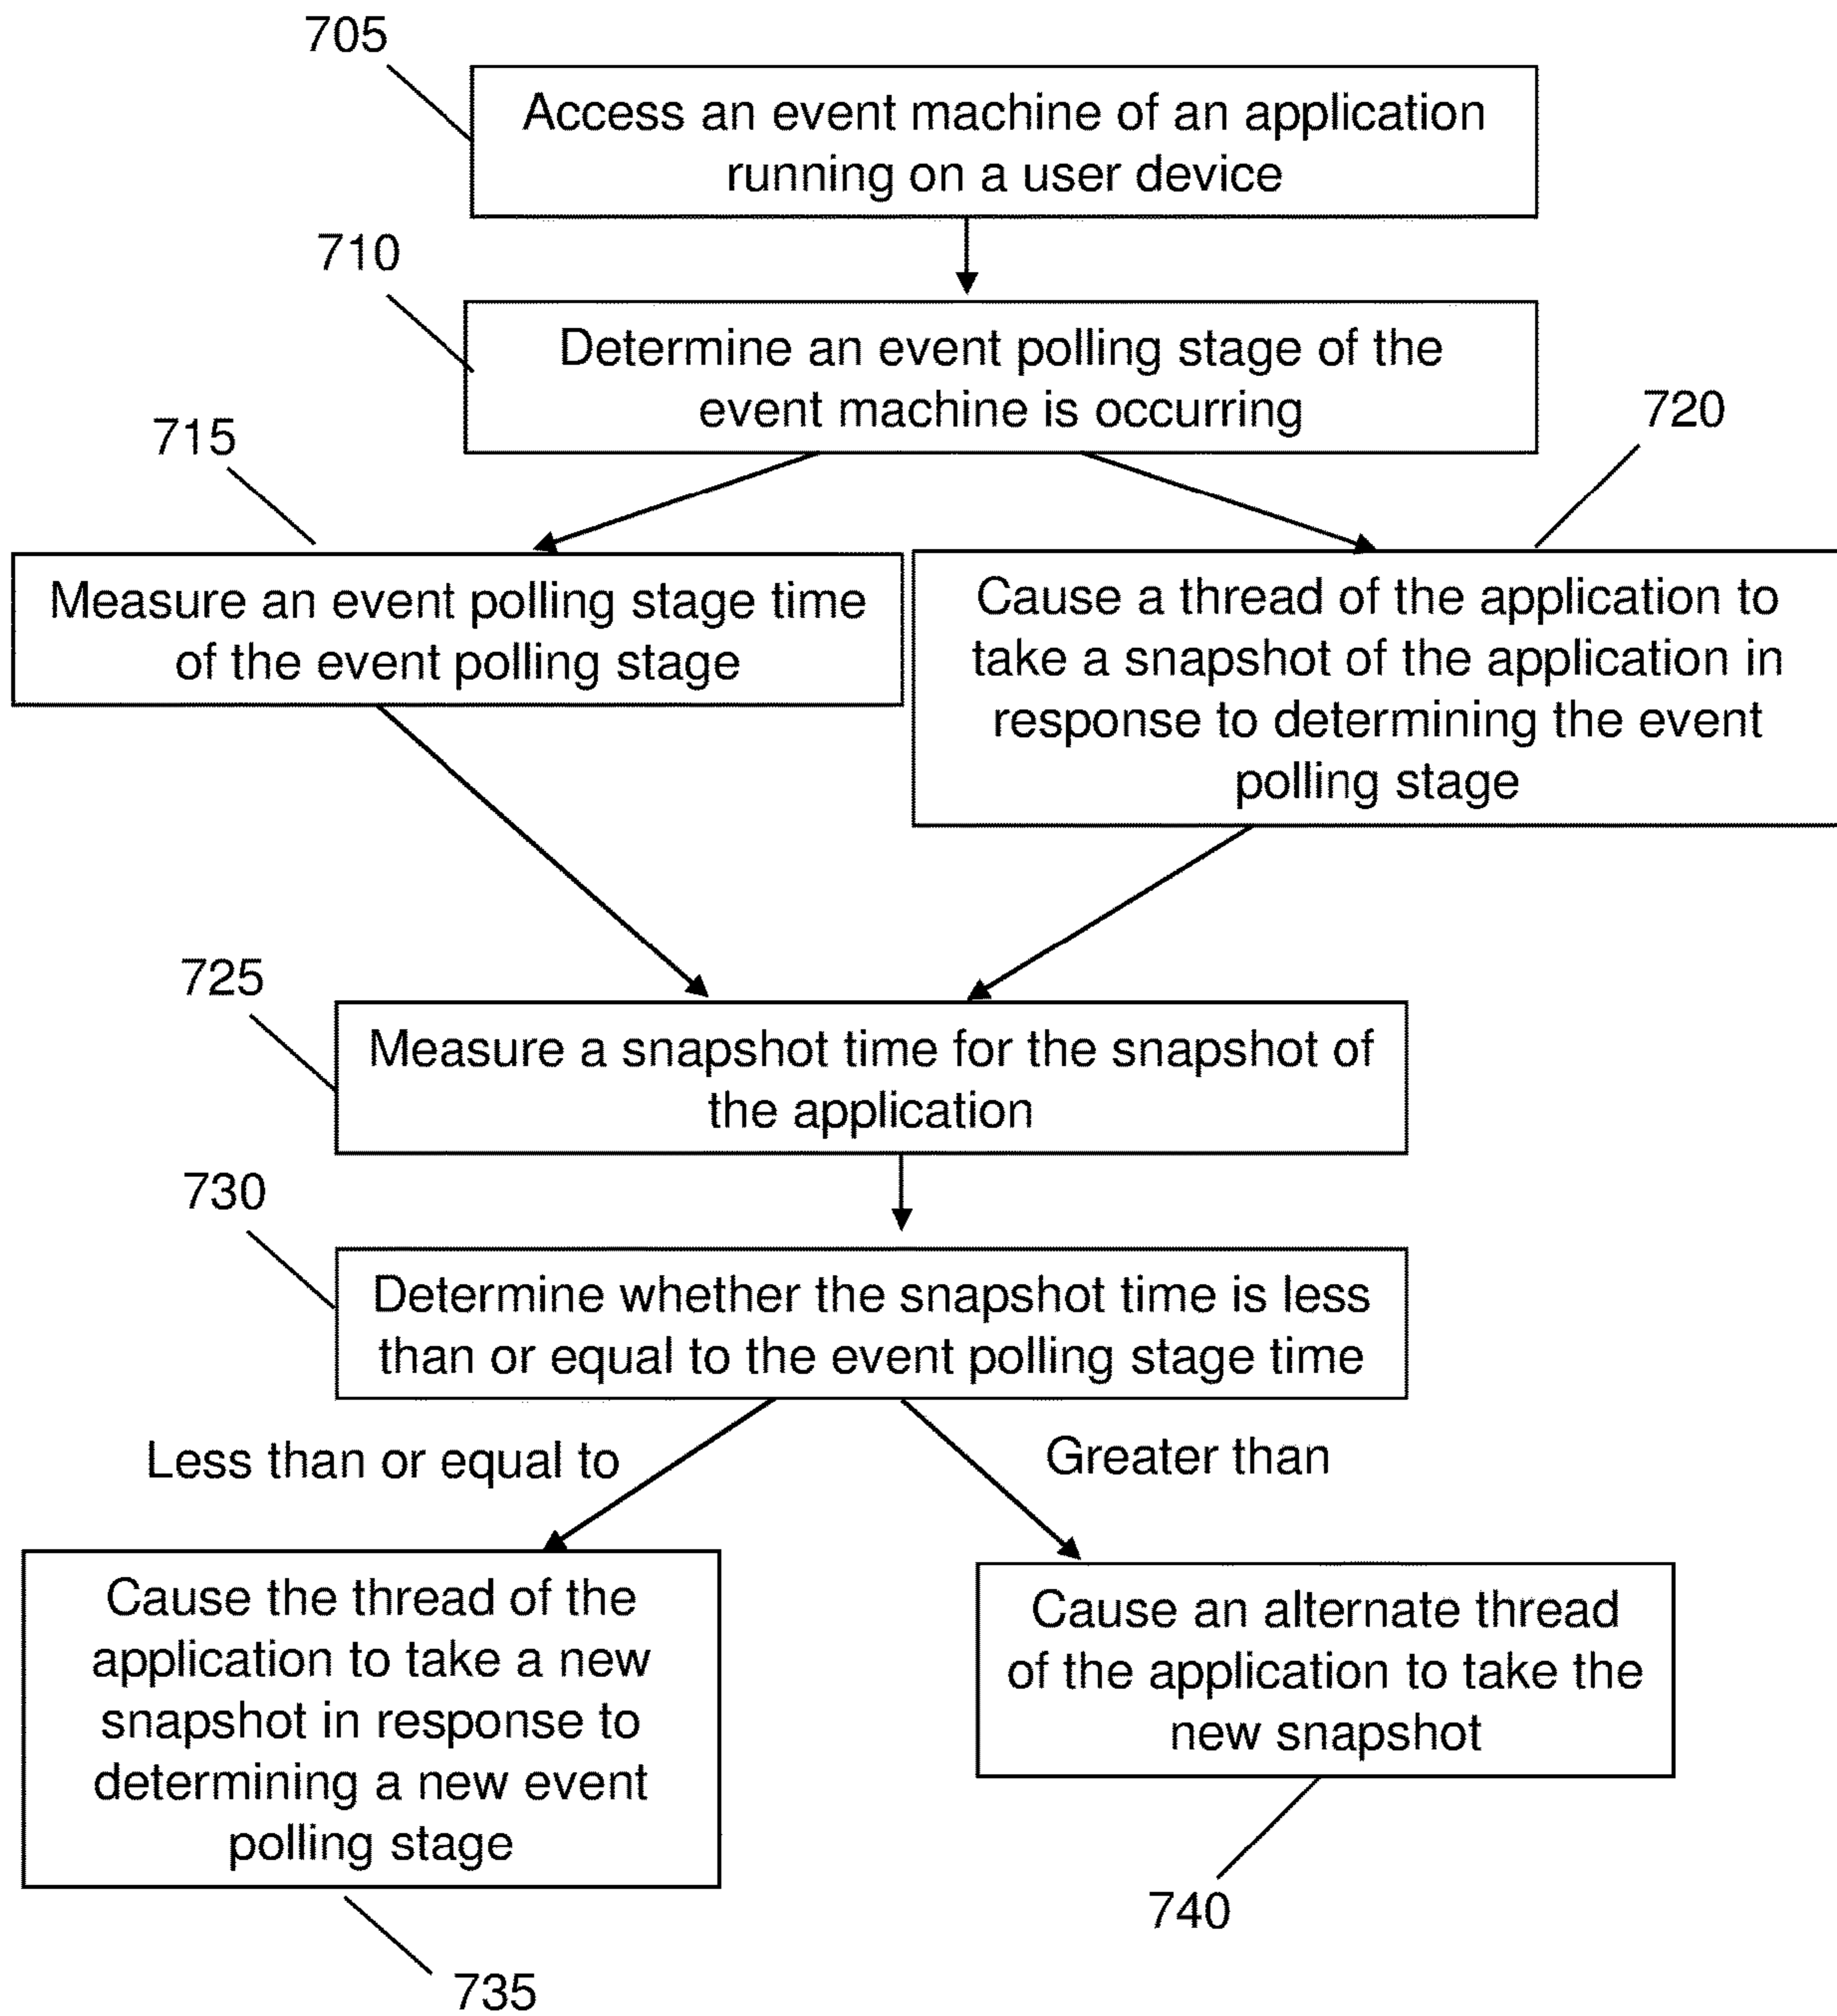 705
Access an event machine of an application
running on a user device
710
Determine an event polling stage of the
event machine is occurring
715
720
Measure an event polling stage time
of the event polling stage
Cause a thread of the application to
take a snapshot of the application in
response to determining the event
polling stage
725
Measure a snapshot time for the snapshot of
the application
730
Determine whether the snapshot time is less
than or equal to the event polling stage time
Less than or equal to
Greater than
Cause the thread of the
application to take a new
snapshot in response to
determining a new event
polling stage
Cause an alternate thread
of the application to take the
new snapshot
740
735